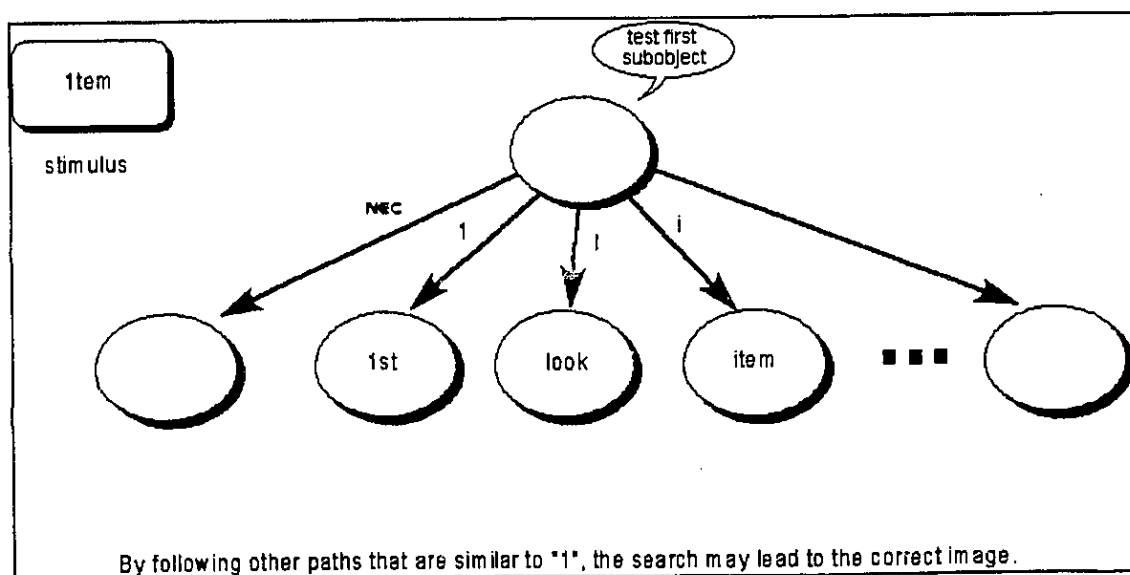 test first
subobject
1tem
stimulus
NEC
1
l
i
1st
look
item
By following other paths that are similar to "1", the search may lead to the correct image.